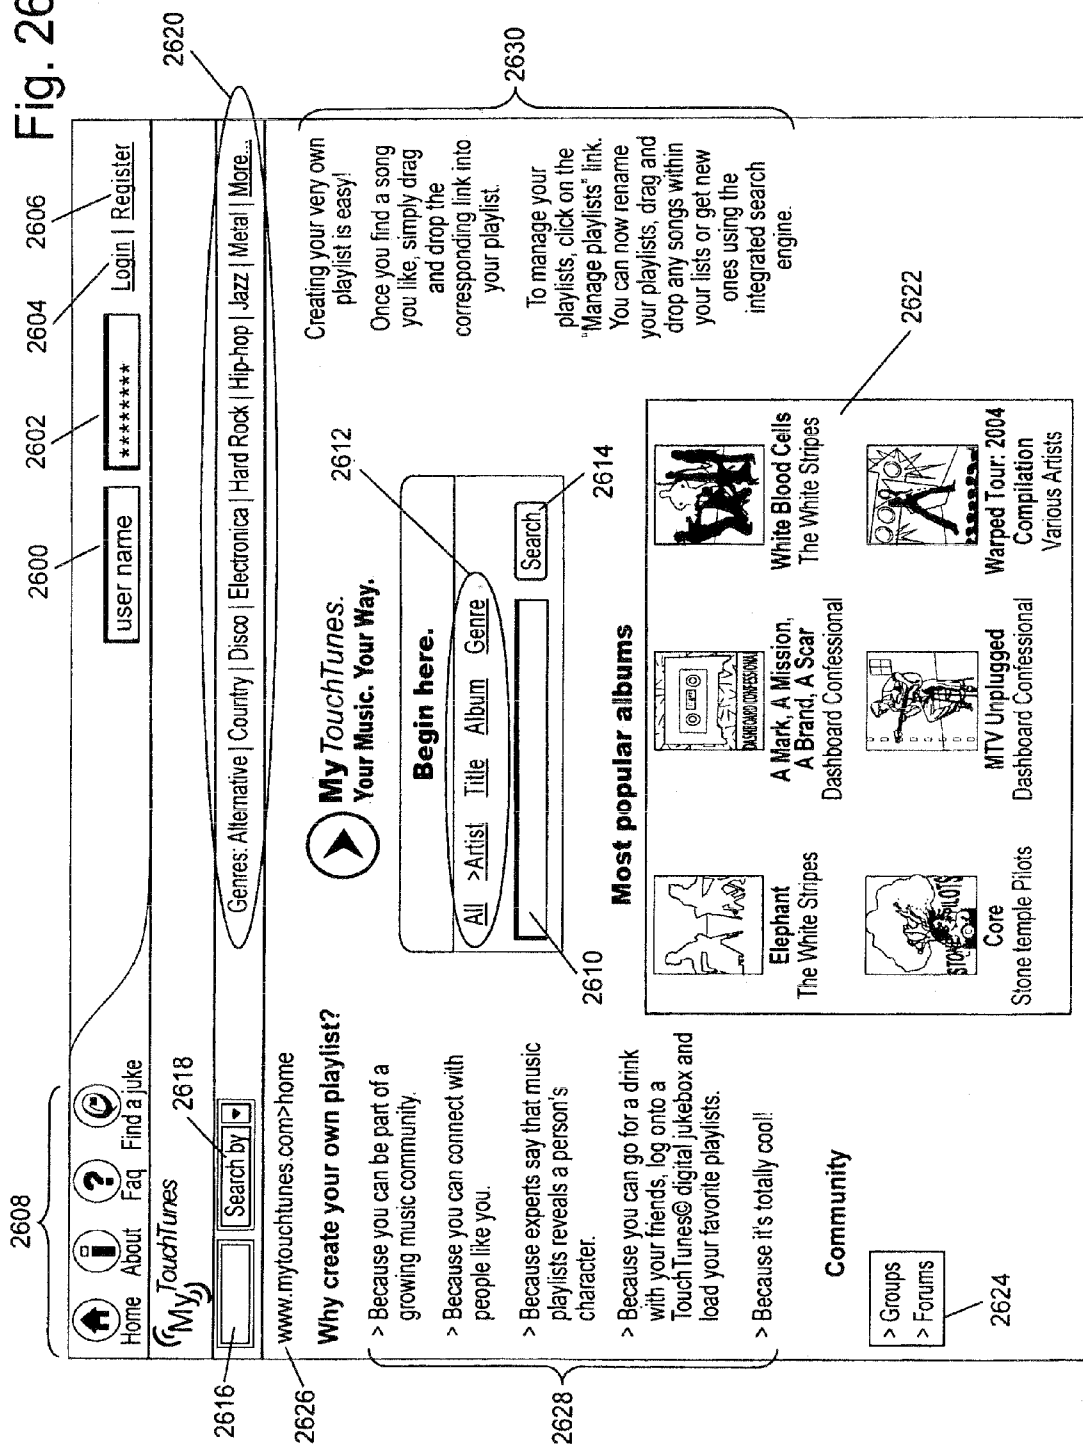 Fig. 26
2608
2600
2602
2604
2606
2620
Home About Faq Find a juke
user name
********
Login | Register
My TouchTunes
2618
2616
Search by
Genres: Alternative | Country | Disco | Electronica | Hard Rock | Hip-hop | Jazz | Metal | More...
2626
www.mytouchtunes.com>home
Why create your own playlist?
> Because you can be part of a
growing music community.
> Because you can connect with
people like you.
> Because experts say that music
playlists reveals a person's
character.
> Because you can go for a drink
with your friends, log onto a
TouchTunes© digital jukebox and
load your favorite playlists.
> Because it's totally cool!
2628
Community
> Groups
> Forums
2624
MyTouchTunes.
Your Music. Your Way.
2612
Begin here.
All >Artist Title Album Genre
Search
2610
2614
Most popular albums
Elephant
The White Stripes
DASHBOARD CONFESSIONAL
A Mark, A Mission,
A Brand, A Scar
Dashboard Confessional
White Blood Cells
The White Stripes
STONE TEMPLE PILOTS
Core
Stone temple Pilots
MTV Unplugged
Dashboard Confessional
Warped Tour: 2004
Compilation
Various Artists
2622
Creating your very own
playlist is easy!
Once you find a song
you like, simply drag
and drop the
corresponding link into
your playlist.
To manage your
playlists, click on the
"Manage playlists" link.
You can now rename
your playlists, drag and
drop any songs within
your lists or get new
ones using the
integrated search
engine.
2630